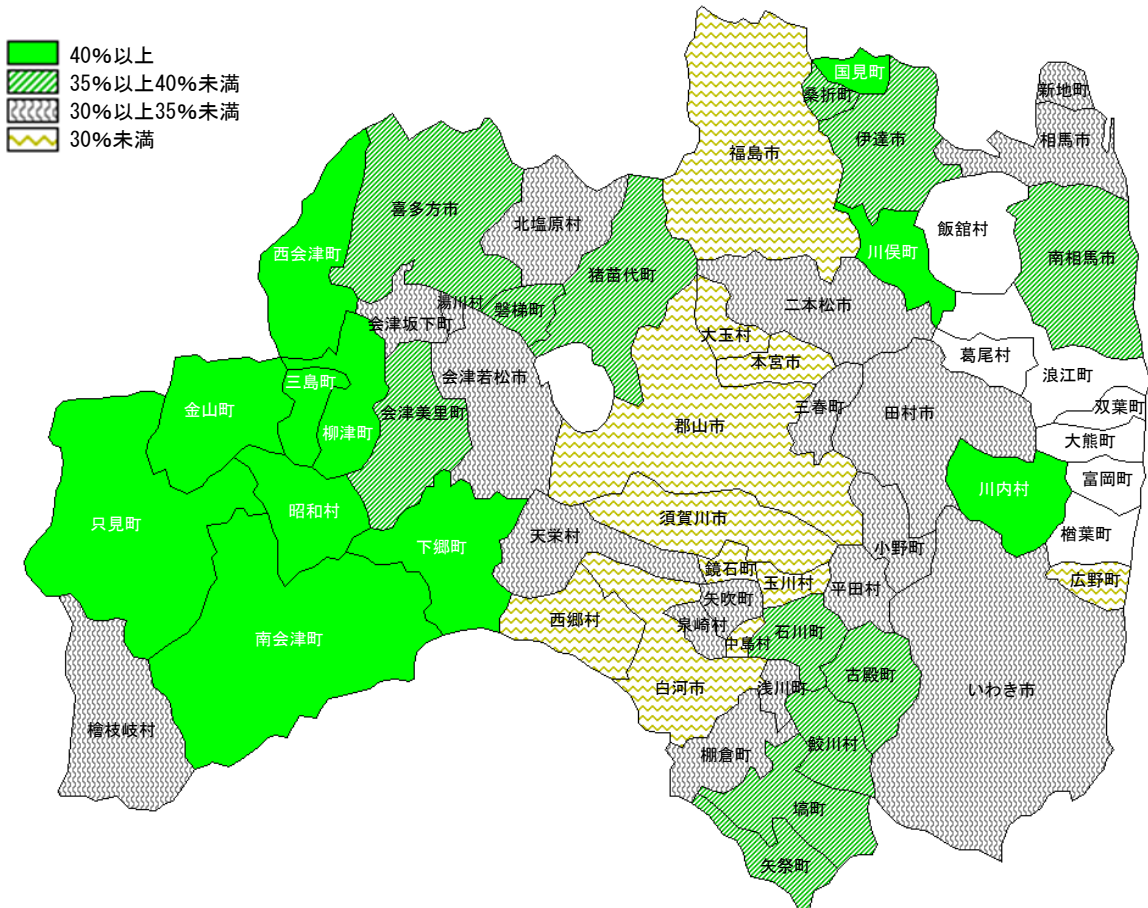 40%以上
35%以上40%未満
30%以上35%未満
30%未満
国見町
桑折町
新地町
伊達市
相馬市
福島市
喜多方市
北塩原村
飯舘村
西会津町
川俣町
南相馬市
猪苗代町
湯川村
磐梯町
二本松市
会津坂下町
大玉村
本宮市
葛尾村
浪江町
会津若松市
三島町
会津美里町
金山町
三春町
田村市
双葉町
柳津町
郡山市
大熊町
富岡町
川内村
昭和村
只見町
須賀川市
天栄村
下郷町
小野町
楢葉町
鏡石町
玉川村
平田村
広野町
矢吹町
西郷村
泉崎村
石川町
南会津町
中島村
古殿町
白河市
浅川町
いわき市
檜枝岐村
鮫川村
棚倉町
塙町
矢祭町